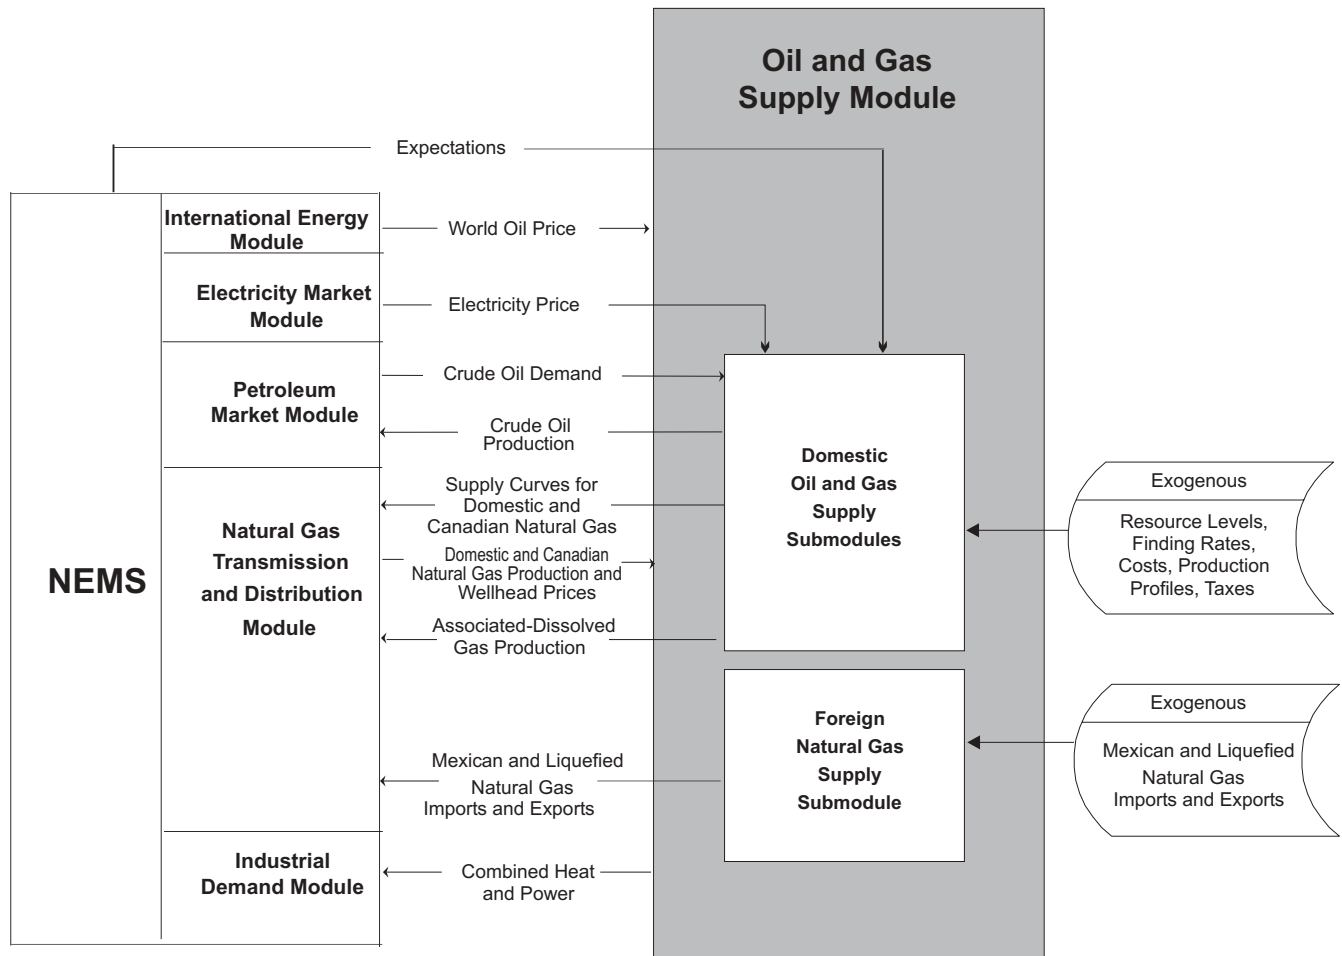 Oil and Gas
Supply Module
Expectations
NEMS
International Energy
Module
World Oil Price
Electricity Market
Module
Electricity Price
Petroleum
Market Module
Crude Oil Demand
Crude Oil
Production
Natural Gas
Transmission
and Distribution
Module
Supply Curves for
Domestic and
Canadian Natural Gas
Domestic and Canadian
Natural Gas Production and
Wellhead Prices
Associated-Dissolved
Gas Production
Mexican and Liquefied
Natural Gas
Imports and Exports
Industrial
Demand Module
Combined Heat
and Power
Domestic
Oil and Gas
Supply
Submodules
Foreign
Natural Gas
Supply
Submodule
Exogenous
Resource Levels,
Finding Rates,
Costs, Production
Profiles, Taxes
Exogenous
Mexican and Liquefied
Natural Gas
Imports and Exports